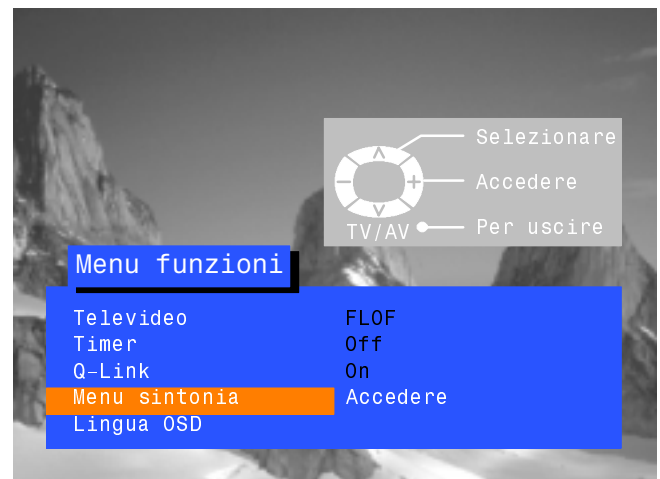 Selezionare
Accedere
TV/AV Per uscire
Menu funzioni
Televideo FLOF
Timer Off
Q-Link On
Menu sintonia Accedere
Lingua OSD